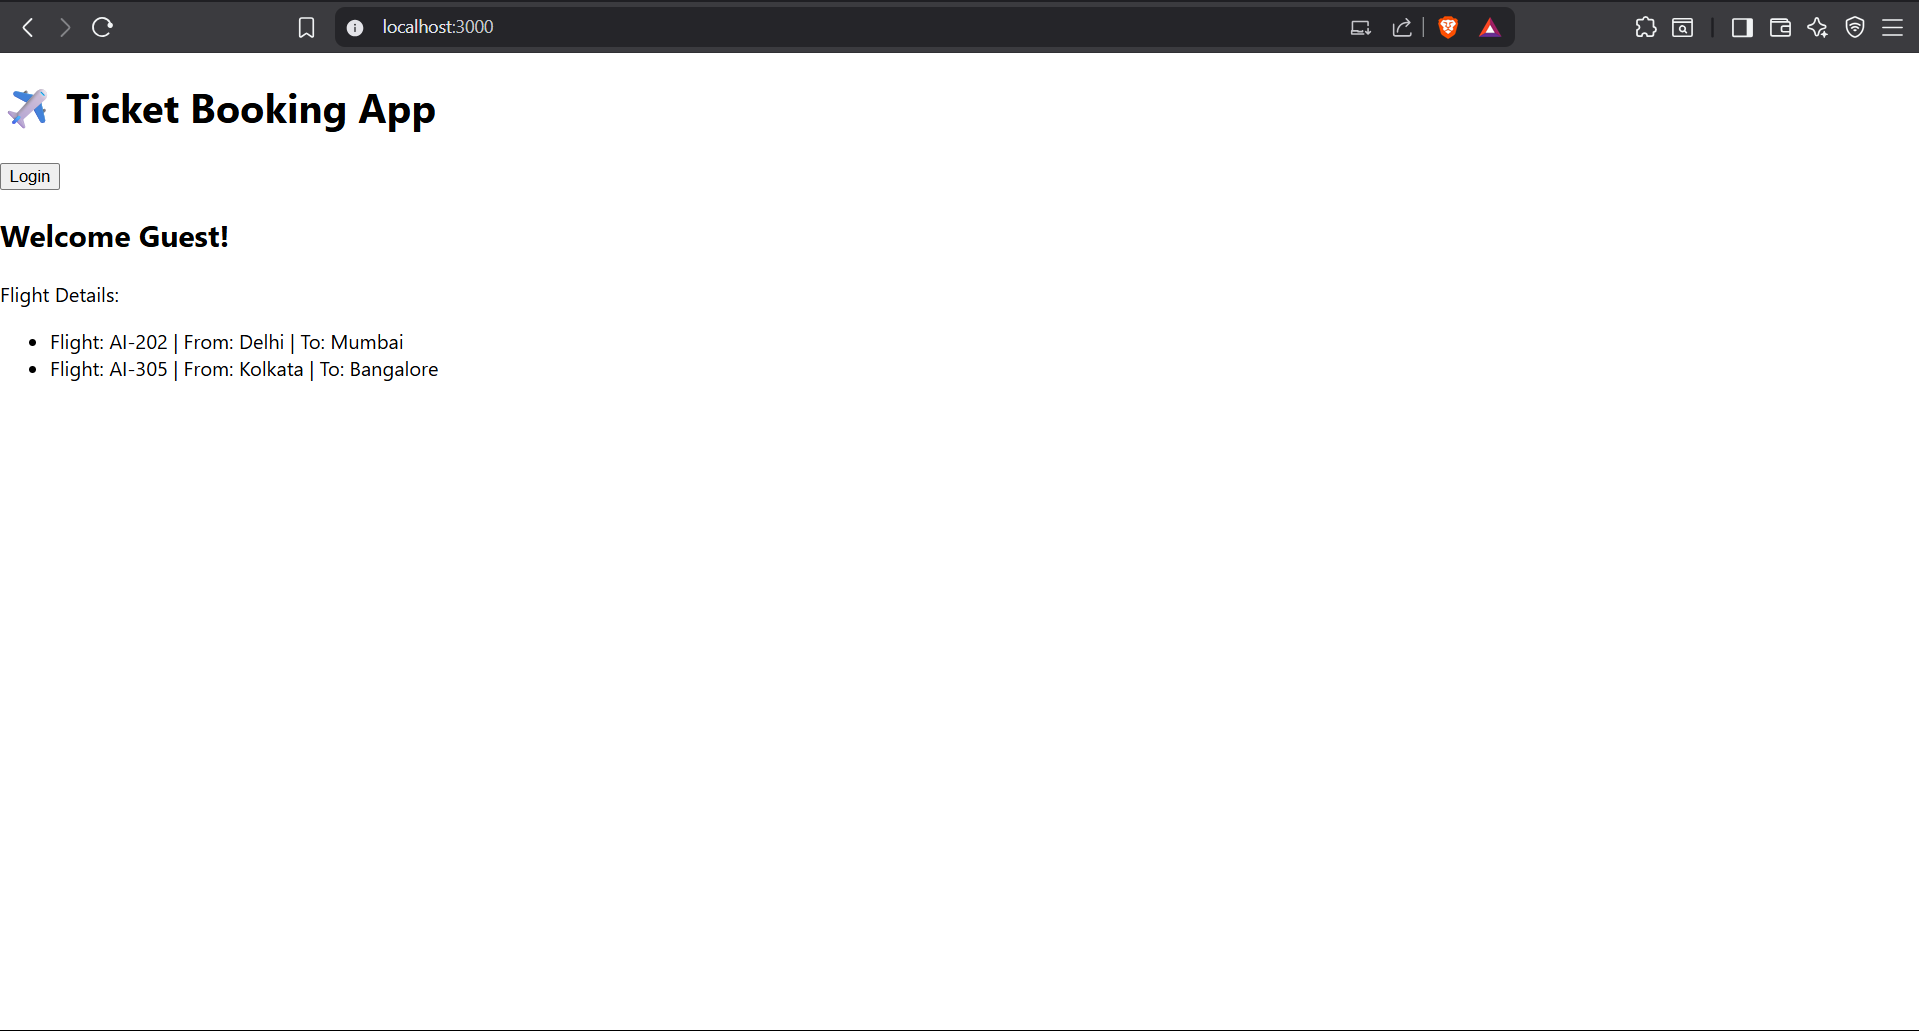 localhost:3000
✈️ Ticket Booking App
Login
Welcome Guest!
Flight Details:
• Flight: AI-202 | From: Delhi | To: Mumbai
• Flight: AI-305 | From: Kolkata | To: Bangalore